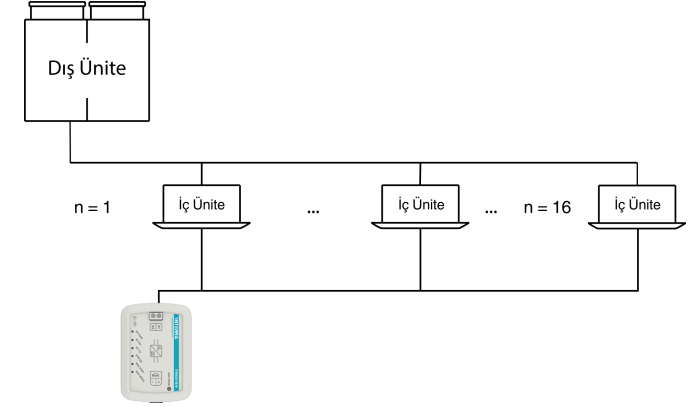 Dış Ünite
n = 1
İç Ünite
...
İç Ünite
...
n = 16
İç Ünite